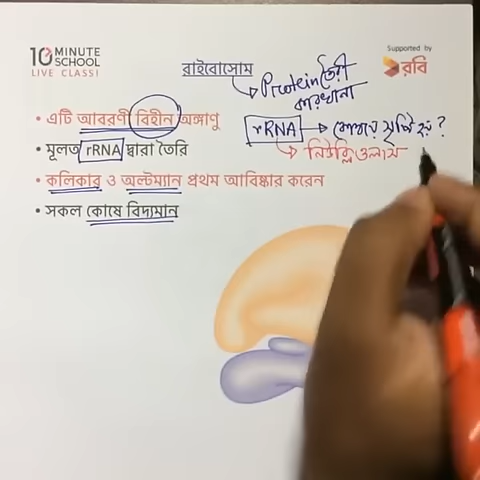 10 MINUTE SCHOOL
LIVE CLASS!
Supported by
রবি
রাইবোসোম
Protein তৈরী
কারখানা
• এটি আবরণী বিহীন অঙ্গাণু
rRNA → কোথায় সৃষ্টি হয়?
• মূলত rRNA দ্বারা তৈরি
নিউক্লিওলাস
• কলিকার ও অল্টম্যান প্রথম আবিষ্কার করেন
• সকল কোষে বিদ্যমান